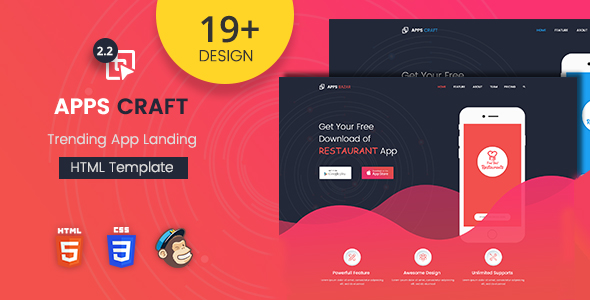 19+
DESIGN
2.2
APPS CRAFT
Trending App Landing
HTML Template
HTML
5
CSS
3
APPS CRAFT
HOME FEATURE ABOUT
Get Your Free
APPS
HOME FEATURE ABOUT TEAM PRICING
Get Your Free
Download of
RESTAURANT App
Google play
App Store
Restaurants
Powerful Feature
Awesome Design
Unlimited Supports